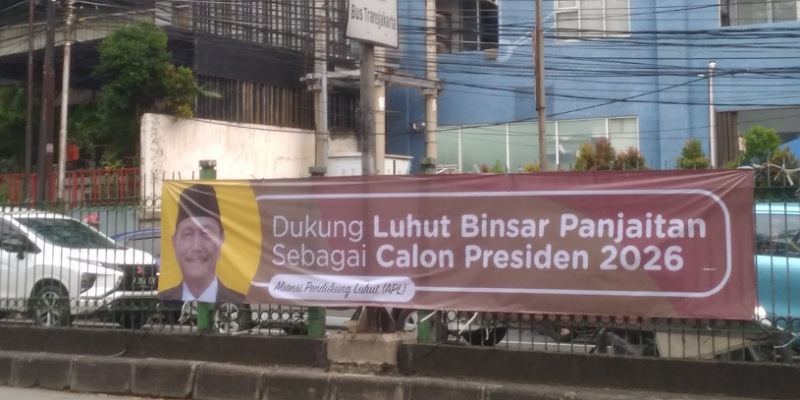 Bus Transjakarta
Dukung Luhut Binsar Panjaitan
Sebagai Calon Presiden 2026
Aliansi Pendukung Luhut (APL)